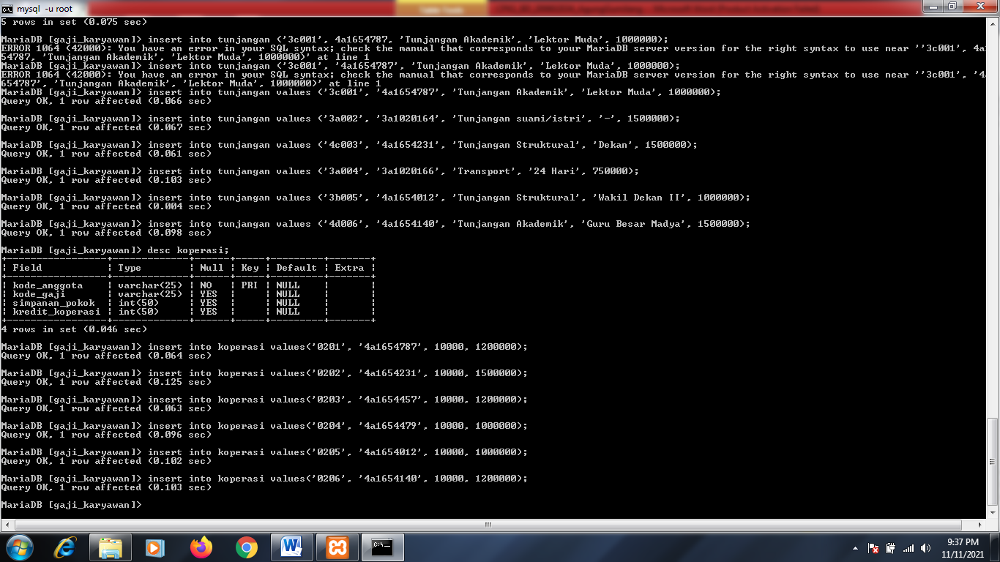 mysql -u root
5 rows in set (0.075 sec)
MariaDB [gaji_karyawan]> insert into tunjangan ('3c001', 4a1654787, 'Tunjangan Akademik', 'Lektor Muda', 1000000);
ERROR 1064 (42000): You have an error in your SQL syntax; check the manual that corresponds to your MariaDB server version for the right syntax to use near ''3c001', 4a1
54787, 'Tunjangan Akademik', 'Lektor Muda', 1000000)' at line 1
MariaDB [gaji_karyawan]> insert into tunjangan ('3c001', '4a1654787', 'Tunjangan Akademik', 'Lektor Muda', 1000000);
ERROR 1064 (42000): You have an error in your SQL syntax; check the manual that corresponds to your MariaDB server version for the right syntax to use near ''3c001', '4a
654787', 'Tunjangan Akademik', 'Lektor Muda', 1000000)' at line 1
MariaDB [gaji_karyawan]> insert into tunjangan values ('3c001', '4a1654787', 'Tunjangan Akademik', 'Lektor Muda', 1000000);
Query OK, 1 row affected (0.066 sec)
MariaDB [gaji_karyawan]> insert into tunjangan values ('3a002', '3a1020164', 'Tunjangan suami/istri', '-', 1500000);
Query OK, 1 row affected (0.067 sec)
MariaDB [gaji_karyawan]> insert into tunjangan values ('4c003', '4a1654231', 'Tunjangan Struktural', 'Dekan', 1500000);
Query OK, 1 row affected (0.061 sec)
MariaDB [gaji_karyawan]> insert into tunjangan values ('3a004', '3a1020166', 'Transport', '24 Hari', 750000);
Query OK, 1 row affected (0.103 sec)
MariaDB [gaji_karyawan]> insert into tunjangan values ('3b005', '4a1654012', 'Tunjangan Struktural', 'Wakil Dekan II', 1000000);
Query OK, 1 row affected (0.004 sec)
MariaDB [gaji_karyawan]> insert into tunjangan values ('4d006', '4a1654140', 'Tunjangan Akademik', 'Guru Besar Madya', 1500000);
Query OK, 1 row affected (0.098 sec)
MariaDB [gaji_karyawan]> desc koperasi;
+-----------------+-------------+------+-----+---------+-------+
| Field | Type | Null | Key | Default | Extra |
+-----------------+-------------+------+-----+---------+-------+
| kode_anggota | varchar(25) | NO | PRI | NULL | |
| kode_gaji | varchar(25) | YES | | NULL | |
| simpanan_pokok | int(50) | YES | | NULL | |
| kredit_koperasi | int(50) | YES | | NULL | |
+-----------------+-------------+------+-----+---------+-------+
4 rows in set (0.046 sec)
MariaDB [gaji_karyawan]> insert into koperasi values('0201', '4a1654787', 10000, 1200000);
Query OK, 1 row affected (0.064 sec)
MariaDB [gaji_karyawan]> insert into koperasi values('0202', '4a1654231', 10000, 1500000);
Query OK, 1 row affected (0.125 sec)
MariaDB [gaji_karyawan]> insert into koperasi values('0203', '4a1654457', 10000, 1200000);
Query OK, 1 row affected (0.063 sec)
MariaDB [gaji_karyawan]> insert into koperasi values('0204', '4a1654479', 10000, 1000000);
Query OK, 1 row affected (0.096 sec)
MariaDB [gaji_karyawan]> insert into koperasi values('0205', '4a1654012', 10000, 1000000);
Query OK, 1 row affected (0.102 sec)
MariaDB [gaji_karyawan]> insert into koperasi values('0206', '4a1654140', 10000, 1200000);
Query OK, 1 row affected (0.103 sec)
MariaDB [gaji_karyawan]>
9:37 PM
11/11/2021